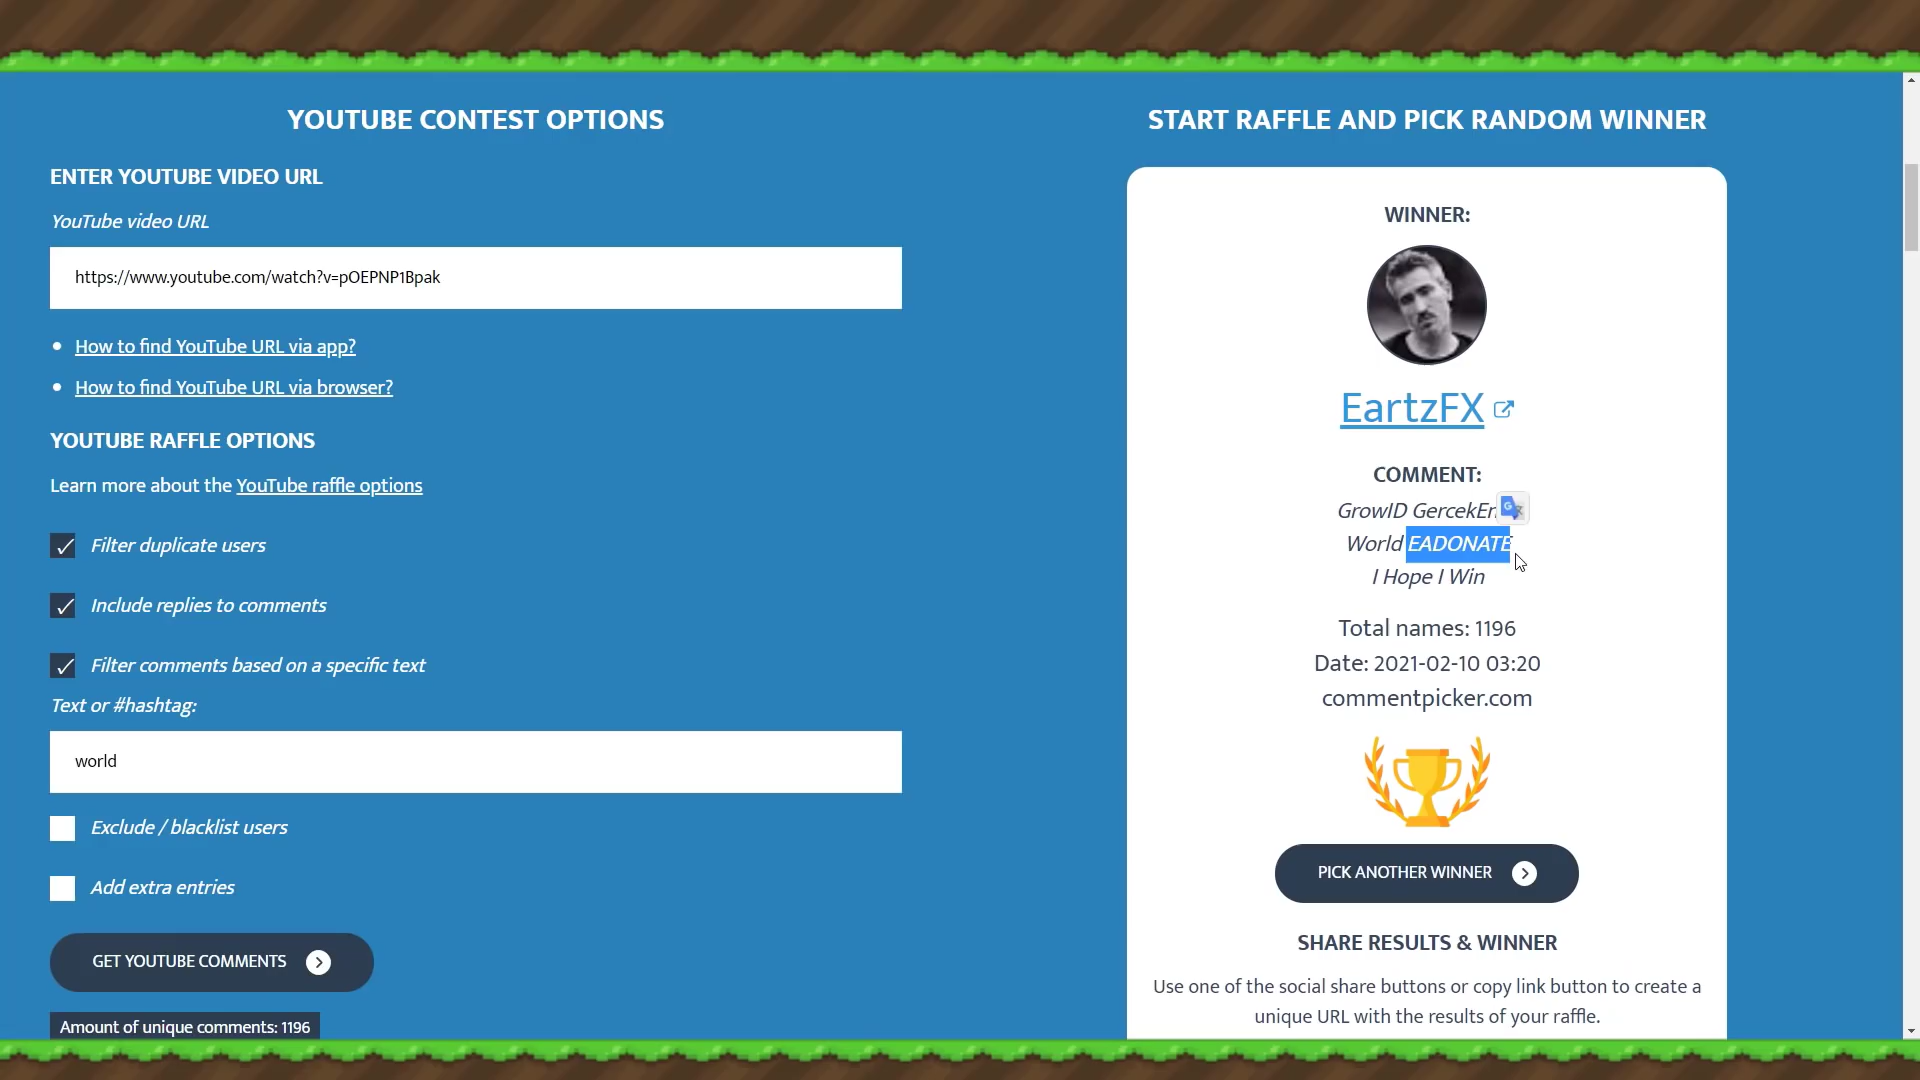 YOUTUBE CONTEST OPTIONS
ENTER YOUTUBE VIDEO URL
YouTube video URL
https://www.youtube.com/watch?v=pOEPNP1Bpak
How to find YouTube URL via app?
How to find YouTube URL via browser?
YOUTUBE RAFFLE OPTIONS
Learn more about the YouTube raffle options
Filter duplicate users
Include replies to comments
Filter comments based on a specific text
Text or #hashtag:
world
Exclude / blacklist users
Add extra entries
GET YOUTUBE COMMENTS
Amount of unique comments: 1196
START RAFFLE AND PICK RANDOM WINNER
WINNER:
EartzFX
COMMENT:
GrowID
World EADONATE
I Hope I Win
Total names: 1196
Date: 2021-02-10 03:20
commentpicker.com
PICK ANOTHER WINNER
SHARE RESULTS & WINNER
Use one of the social share buttons or copy link button to create a
unique URL with the results of your raffle.